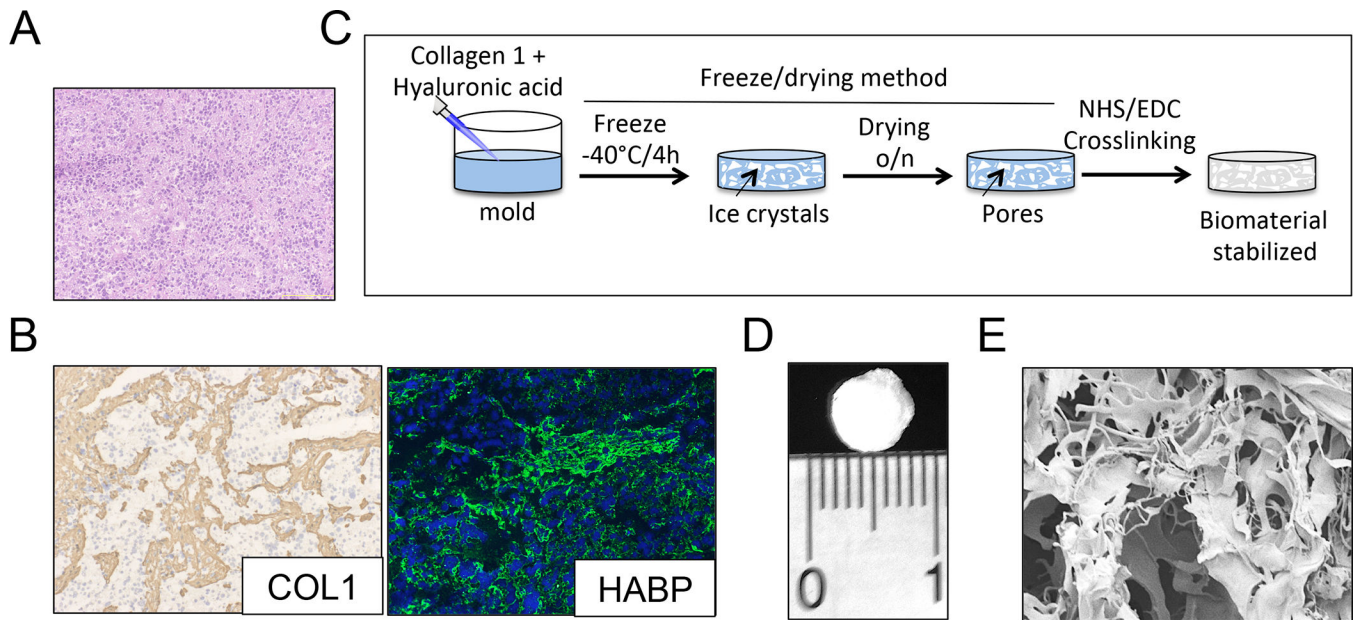 A
C
Collagen 1 +
Hyaluronic acid
Freeze/drying method
Freeze
-40°C/4h
Drying
o/n
NHS/EDC
Crosslinking
mold
Ice crystals
Pores
Biomaterial
stabilized
B
COL1
HABP
D
0 1
E